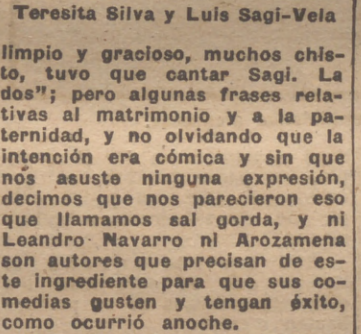 Teresita Silva y Luis Sagi-Vela
limpio y gracioso, muchos chis-
to, tuvo que cantar Sagi. La
dos"; pero algunas frases rela-
tivas al matrimonio y a la pa-
ternidad, y no olvidando que la
intención era cómica y sin que
nos asuste ninguna expresión,
decimos que nos parecieron eso
que llamamos sal gorda, y ni
Leandro Navarro ni Arozamena
son autores que precisan de es-
te ingrediente para que sus co-
medias gusten y tengan éxito,
como ocurrió anoche.